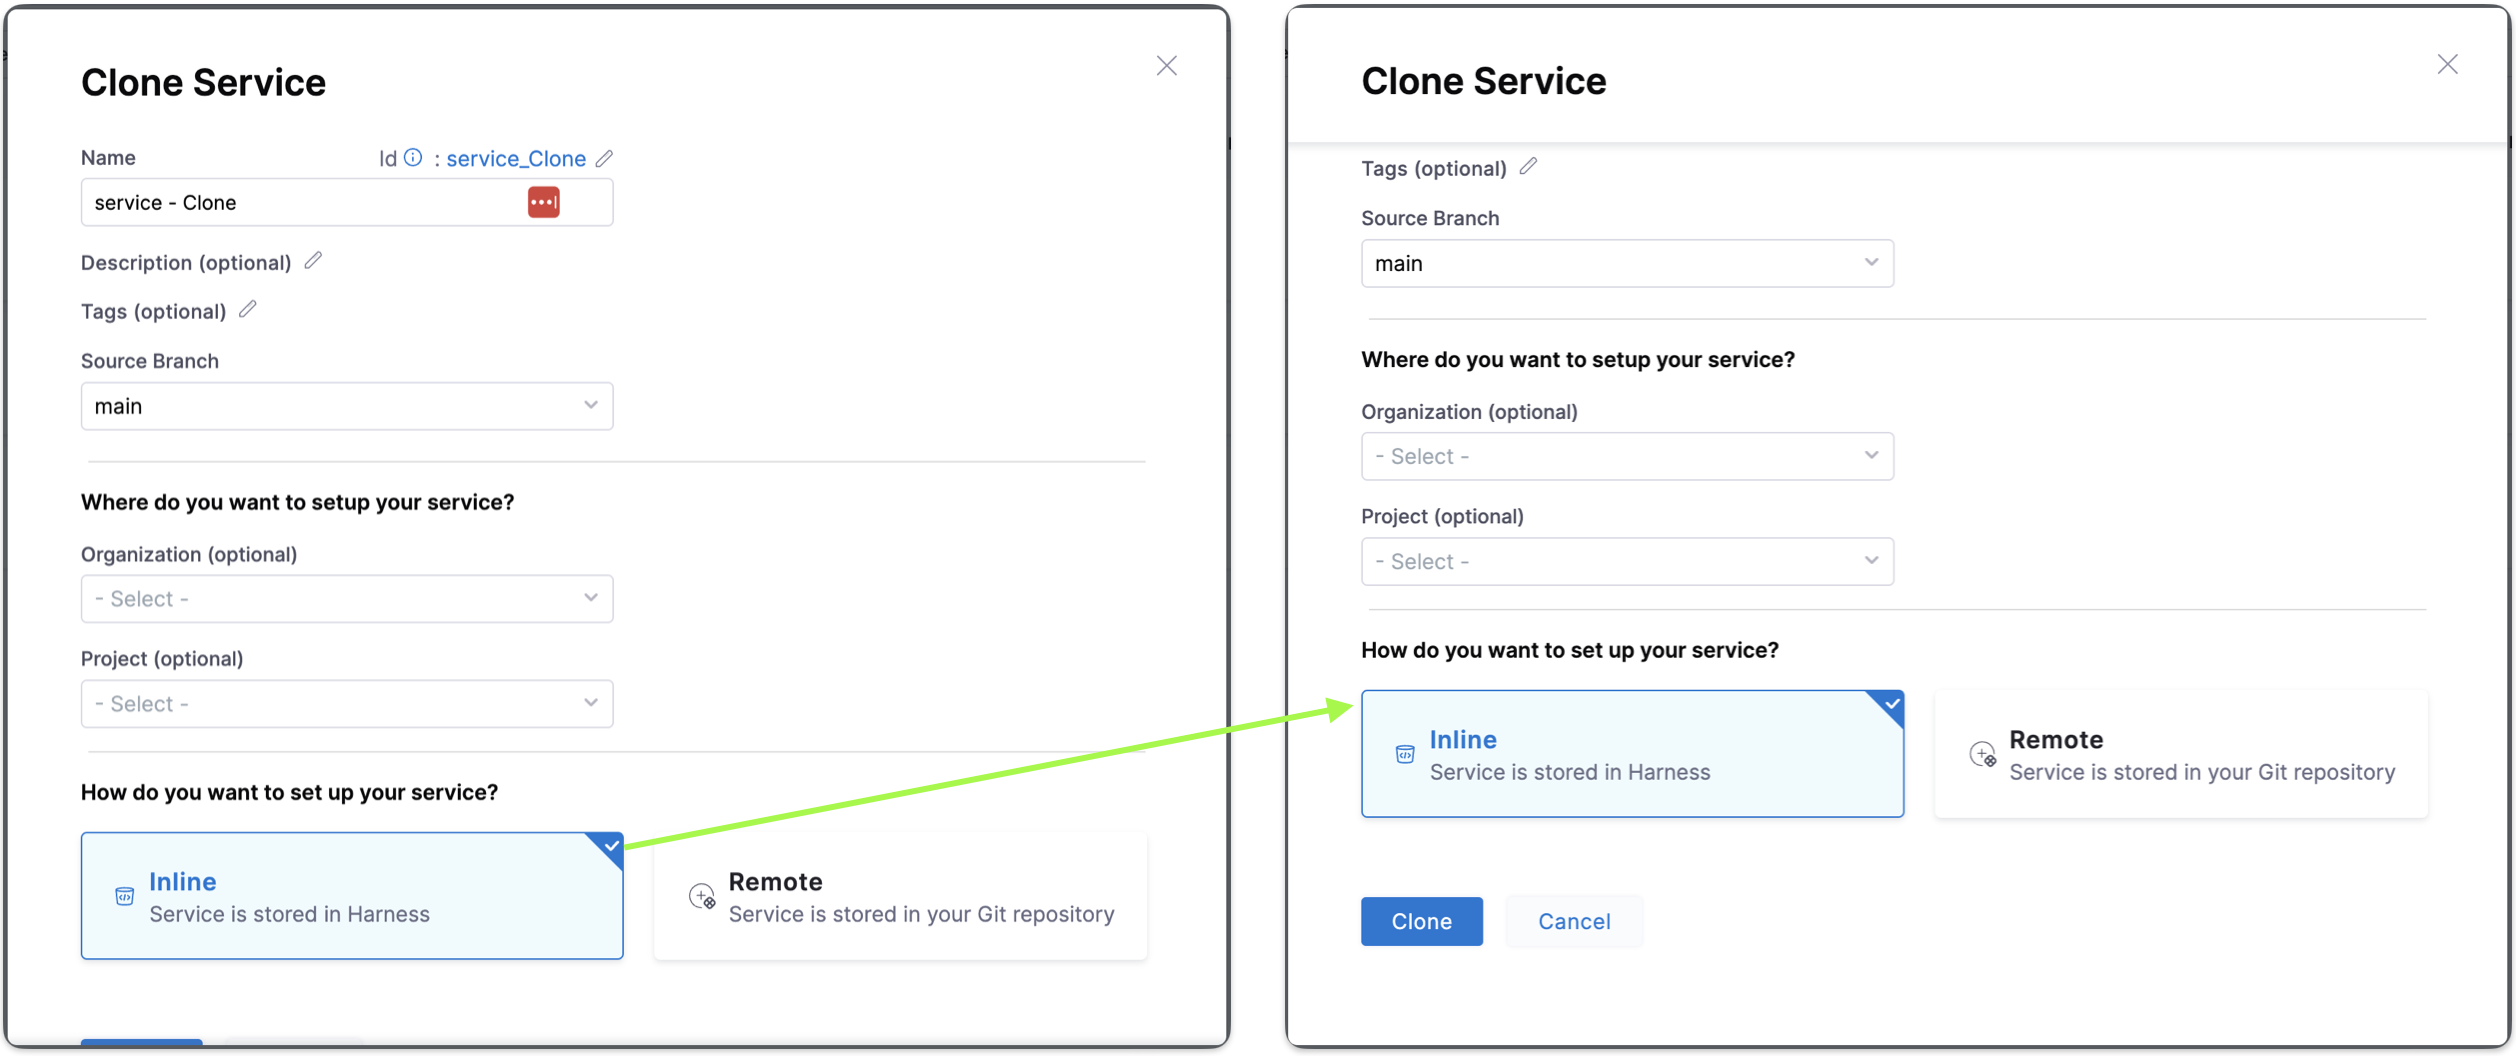 Clone Service
Name
Id : service_Clone
service - Clone
Description (optional)
Tags (optional)
Source Branch
main
Where do you want to setup your service?
Organization (optional)
- Select -
Project (optional)
- Select -
How do you want to set up your service?
Inline
Service is stored in Harness
Remote
Service is stored in your Git repository
Clone Service
Tags (optional)
Source Branch
main
Where do you want to setup your service?
Organization (optional)
- Select -
Project (optional)
- Select -
How do you want to set up your service?
Inline
Service is stored in Harness
Remote
Service is stored in your Git repository
Clone
Cancel